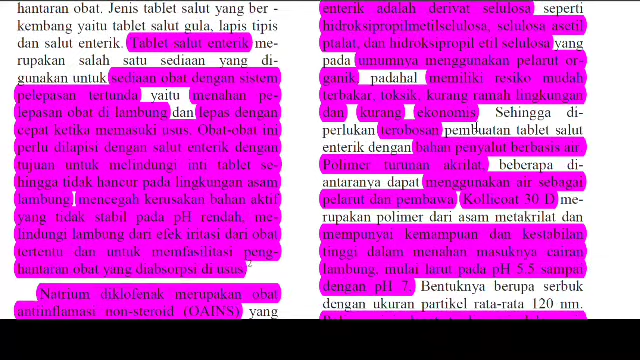 hantaran obat. Jenis tablet salut yang ber -
kembang yaitu tablet salut gula, lapis tipis
dan salut enterik. Tablet salut enterik me-
rupakan salah satu sediaan yang di-
gunakan untuk sediaan obat dengan sistem
pelepasan tertunda yaitu menahan pe-
lepasan obat di lambung dan lepas dengan
cepat ketika memasuki usus. Obat-obat ini
perlu dilapisi dengan salut enterik dengan
tujuan untuk melindungi inti tablet se-
hingga tidak hancur pada lingkungan asam
lambung mencegah kerusakan bahan aktif
yang tidak stabil pada pH rendah, me-
lindungi lambung dari efek iritasi dari obat
tertentu dan untuk memfasilitasi peng-
hantaran obat yang diabsorpsi di usus.
Natrium diklofenak merupakan obat
antiinflamasi non-steroid (OAINS) yang
enterik adalah derivat selulosa seperti
hidroksipropilmetilselulosa, selulosa asetil
ptalat, dan hidroksipropil etil selulosa yang
pada umumnya menggunakan pelarut or-
ganik padahal memiliki resiko mudah
terbakar, toksik, kurang ramah lingkungan
dan kurang ekonomis. Sehingga di-
perlukan terobosan pembuatan tablet salut
enterik dengan bahan penyalut berbasis air.
Polimer turunan akrilat, beberapa di-
antaranya dapat menggunakan air sebagai
pelarut dan pembawa. Kollicoat 30 D me-
rupakan polimer dari asam metakrilat dan
mempunyai kemampuan dan kestabilan
tinggi dalam menahan masuknya cairan
lambung, mulai larut pada pH 5.5 sampai
dengan pH 7. Bentuknya berupa serbuk
dengan ukuran partikel rata-rata 120 nm.